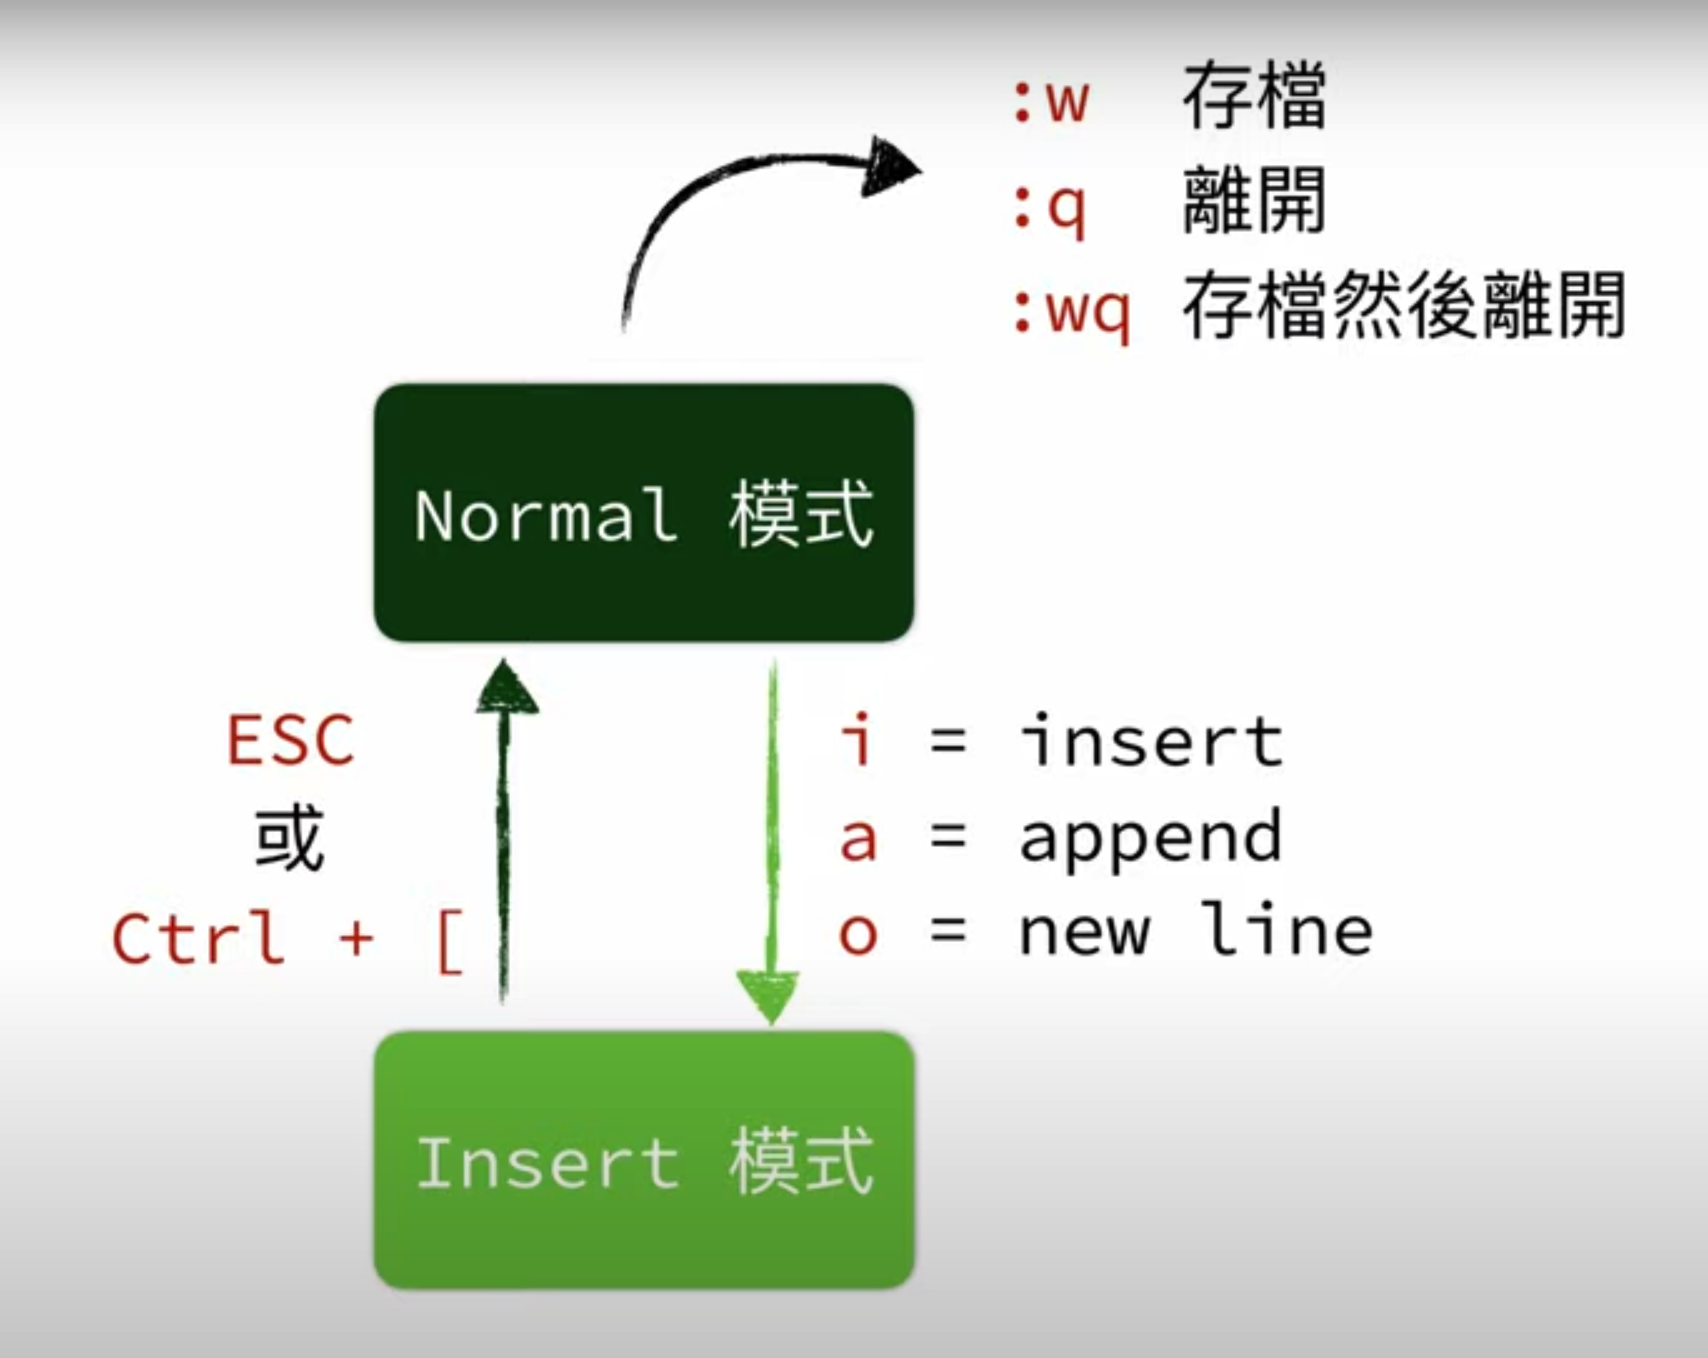 :w 存檔
:q 離開
:wq 存檔然後離開
Normal 模式
ESC
或
Ctrl + [
i = insert
a = append
o = new line
Insert 模式